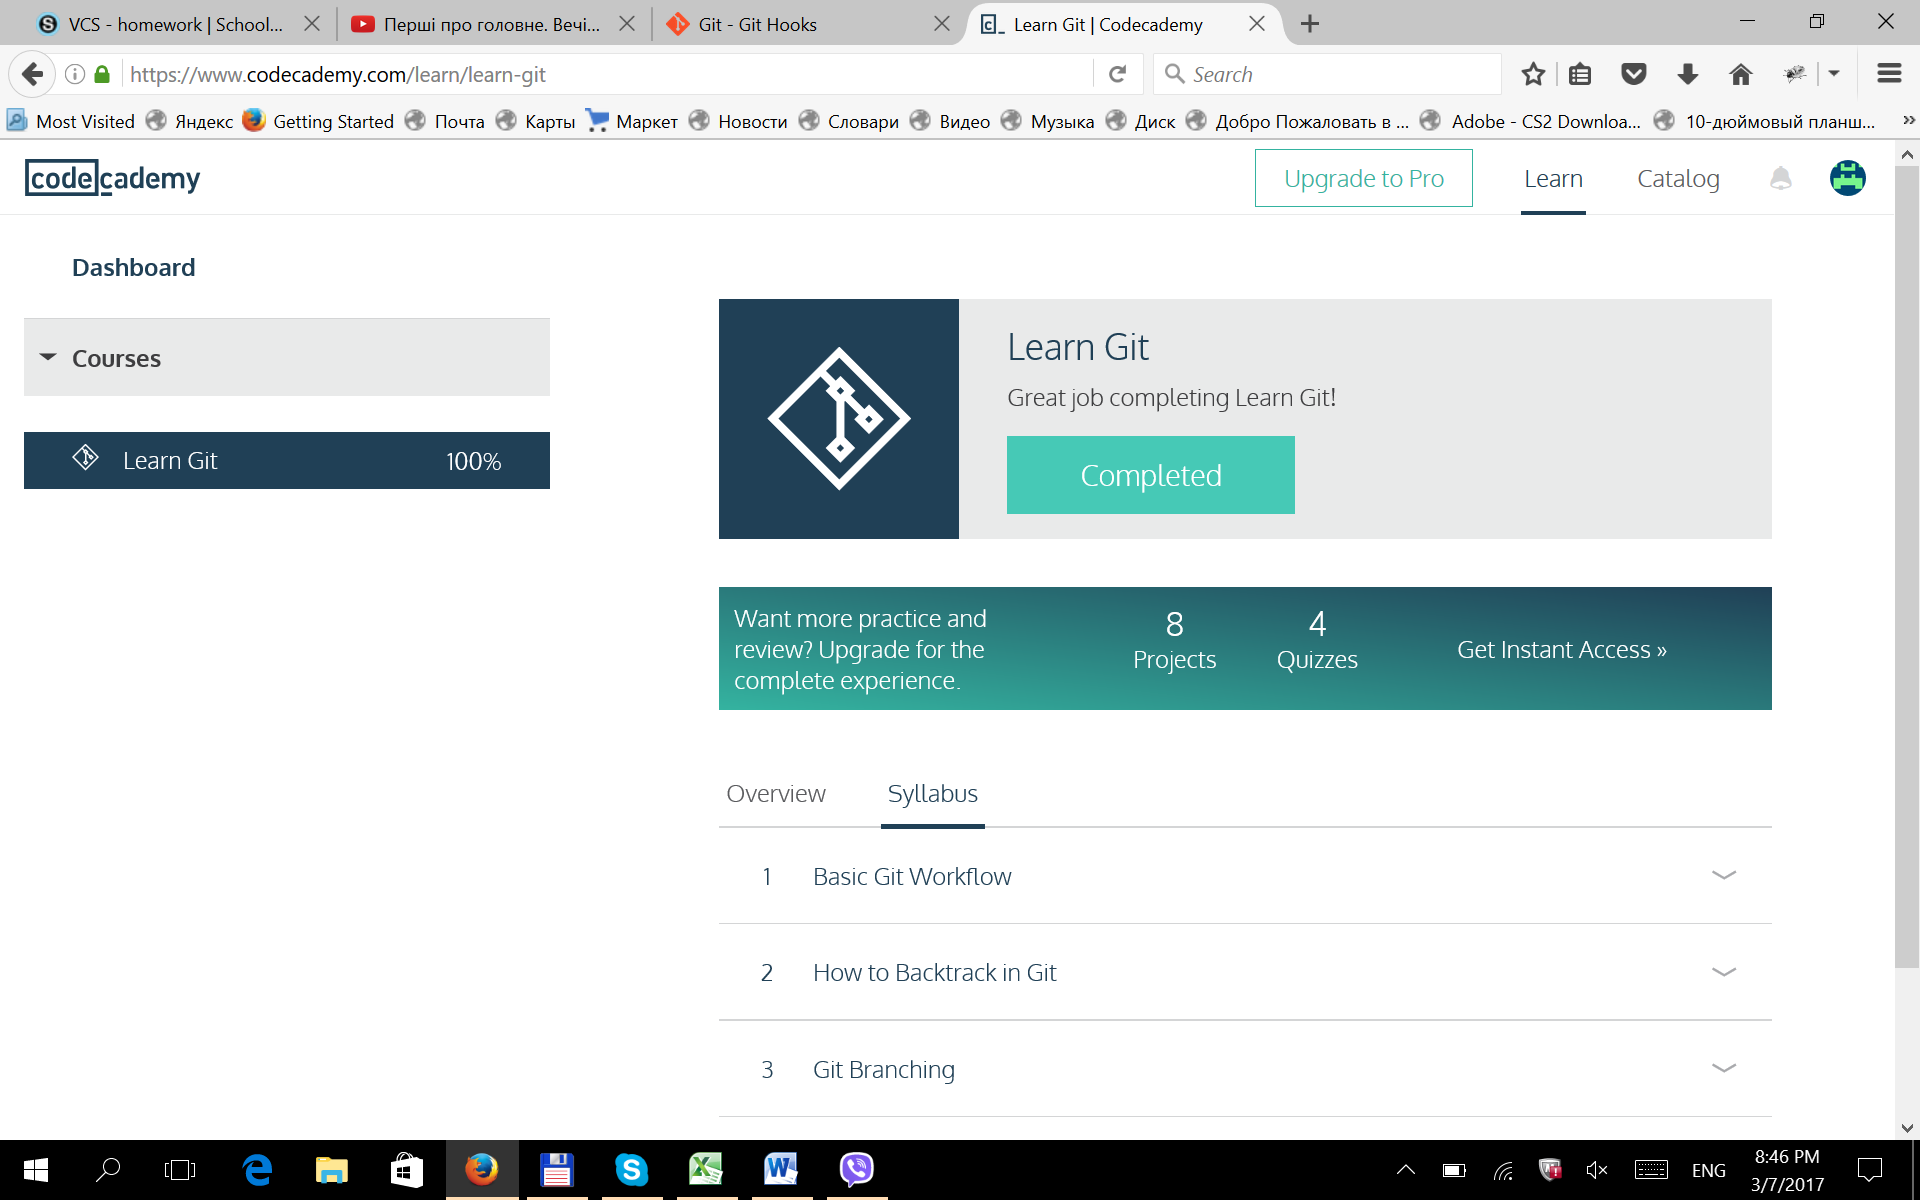 VCS - homework | School...
Перші про головне. Вечі...
Git - Git Hooks
Learn Git | Codecademy
https://www.codecademy.com/learn/learn-git
Search
Most Visited
Яндекс
Getting Started
Почта
Карты
Маркет
Новости
Словари
Видео
Музыка
Диск
Добро Пожаловать в ...
Adobe - CS2 Downloa...
10-дюймовый планш...
codecademy
Upgrade to Pro
Learn
Catalog
Dashboard
Courses
Learn Git 100%
Learn Git
Great job completing Learn Git!
Completed
Want more practice and
review? Upgrade for the
complete experience.
8
Projects
4
Quizzes
Get Instant Access »
Overview
Syllabus
1 Basic Git Workflow
2 How to Backtrack in Git
3 Git Branching
ENG
8:46 PM
3/7/2017